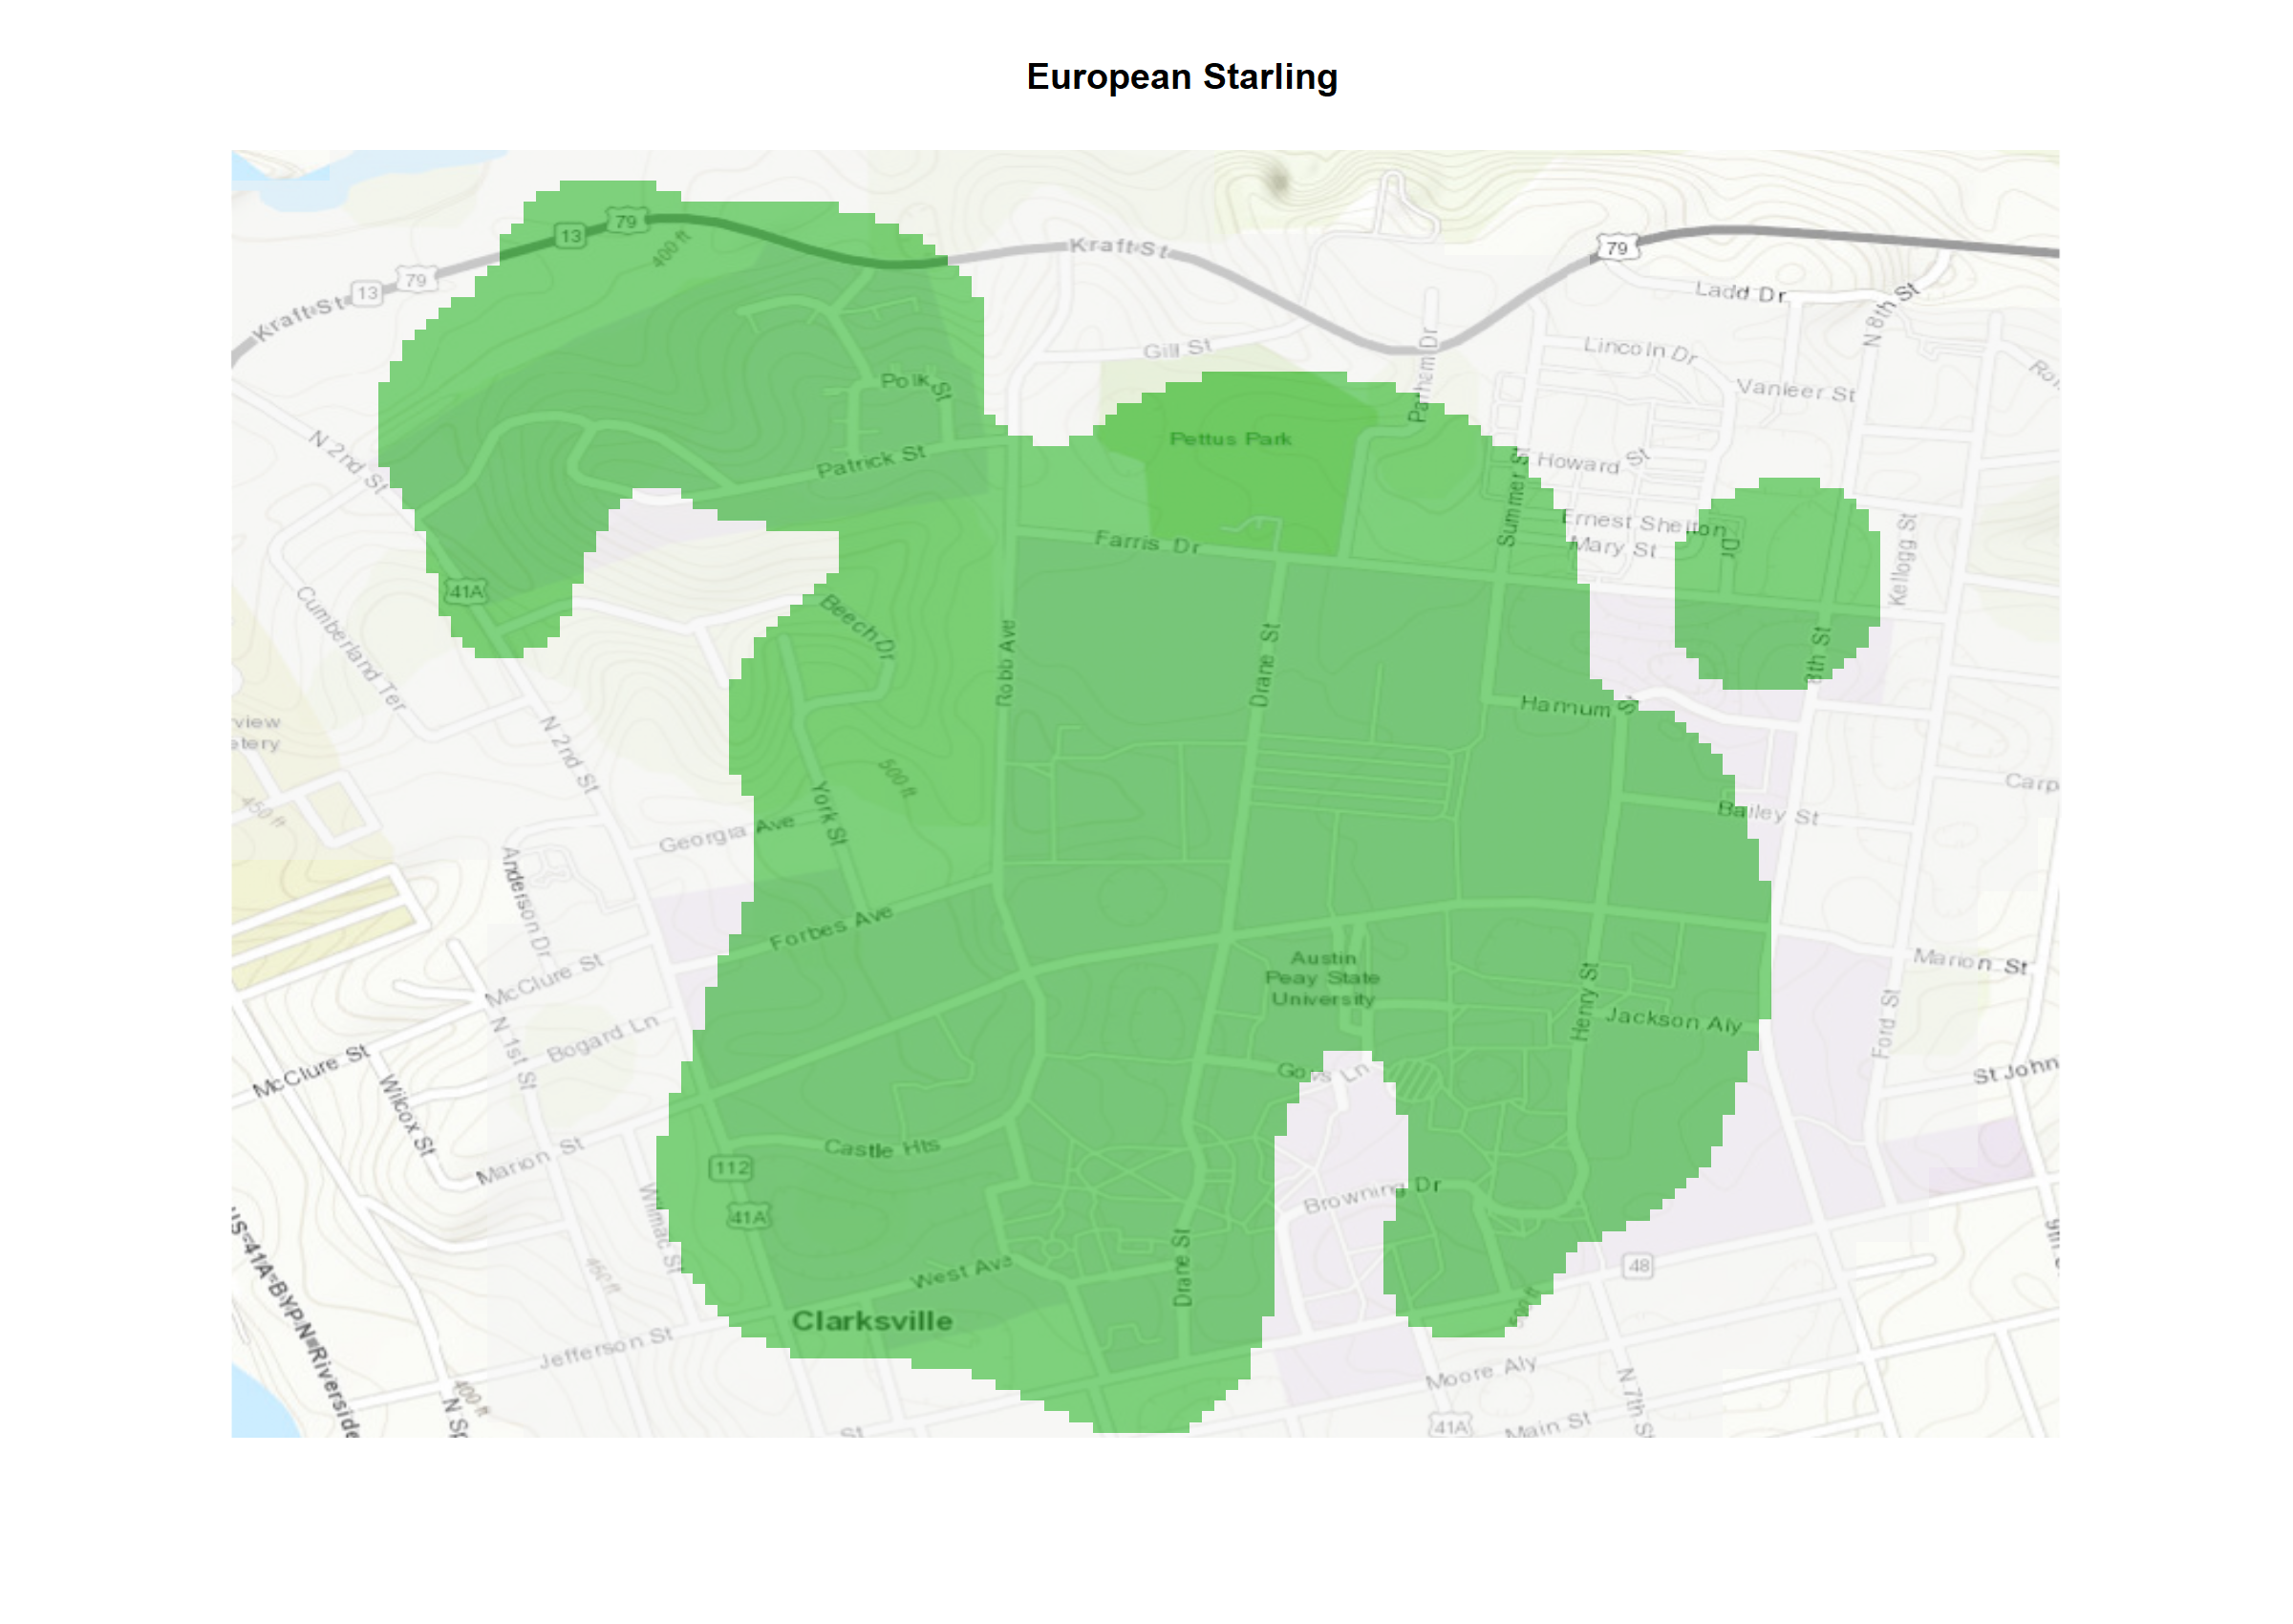 European Starling
79
13
400 ft
Kraft St
79
79
13
Kraft St
Ladd Dr
N 8th St
Gill St
Parham Dr
Lincoln Dr
Polk St
Vanleer St
N 2nd St
Pettus Park
Patrick St
Howard St
Summer St
Ernest Shelton Dr
Mary St
Farris Dr
Kellogg St
41A
Cumberland Ter
Beech Dr
Robb Ave
Drane St
8th St
Hannum St
view
etery
N 2nd St
500 ft
450 ft
York St
Georgia Ave
Bailey St
Carp
Anderson Dr
Forbes Ave
McClure St
Austin
Peay State
University
Marion St
Henry St
Jackson Aly
Ford St
N 1st St
Bogard Ln
McClure St
Wilcox St
Goys Ln
St John
Castle Hts
Marion St
112
Wilmac St
41A
Browning Dr
Drane St
West Ave
450 ft
48
500 ft
US-41A-BYP N Riverside
Clarksville
Jefferson St
Moore Aly
400 ft
N Sp
N 7th St
St
41A
Main St